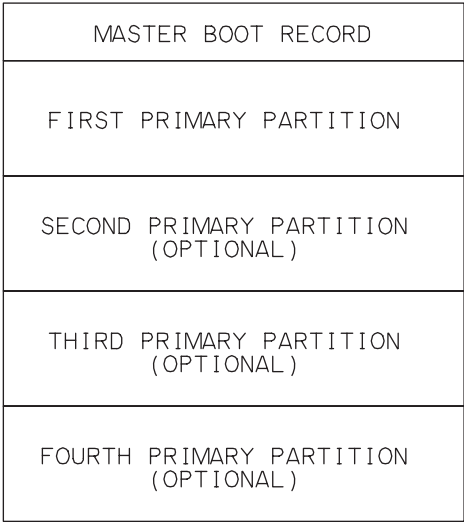 MASTER BOOT RECORD
FIRST PRIMARY PARTITION
SECOND PRIMARY PARTITION
(OPTIONAL)
THIRD PRIMARY PARTITION
(OPTIONAL)
FOURTH PRIMARY PARTITION
(OPTIONAL)